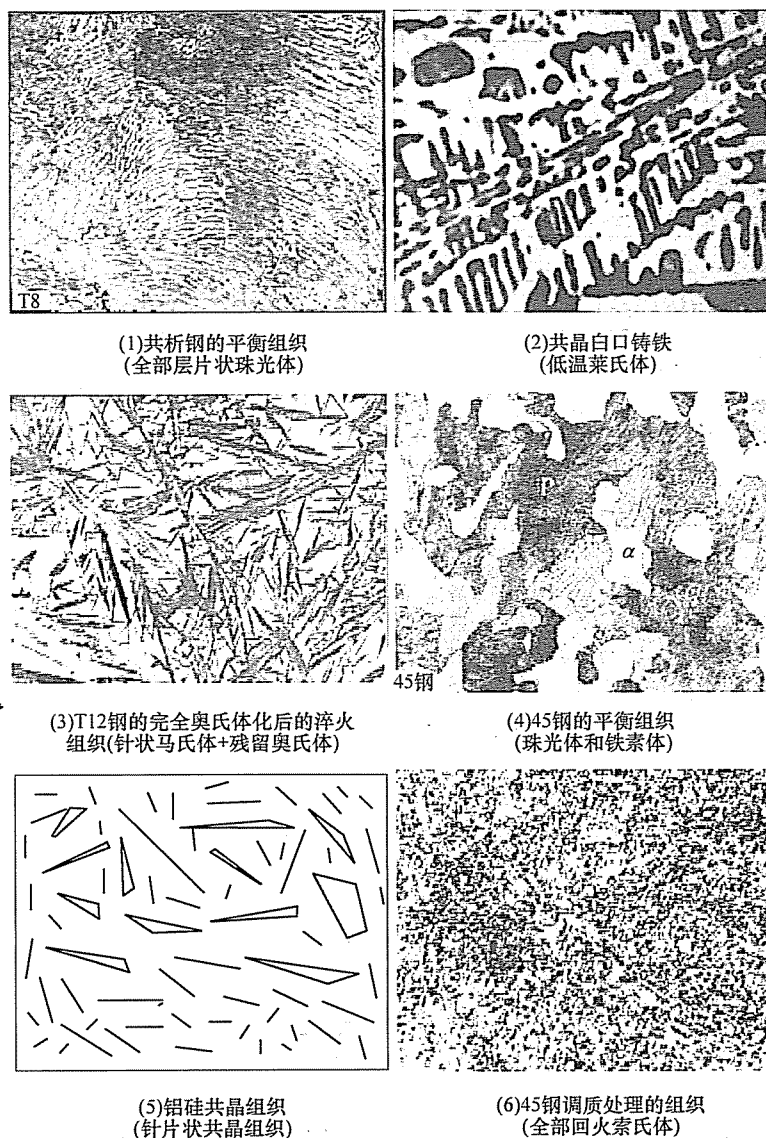 T8
(1)共析钢的平衡组织
(全部层片状珠光体)
(2)共晶白口铸铁
(低温莱氏体)
(3)T12钢的完全奥氏体化后的淬火
组织(针状马氏体+残留奥氏体)
P
α
45钢
(4)45钢的平衡组织
(珠光体和铁素体)
(5)铝硅共晶组织
(针片状共晶组织)
(6)45钢调质处理的组织
(全部回火索氏体)